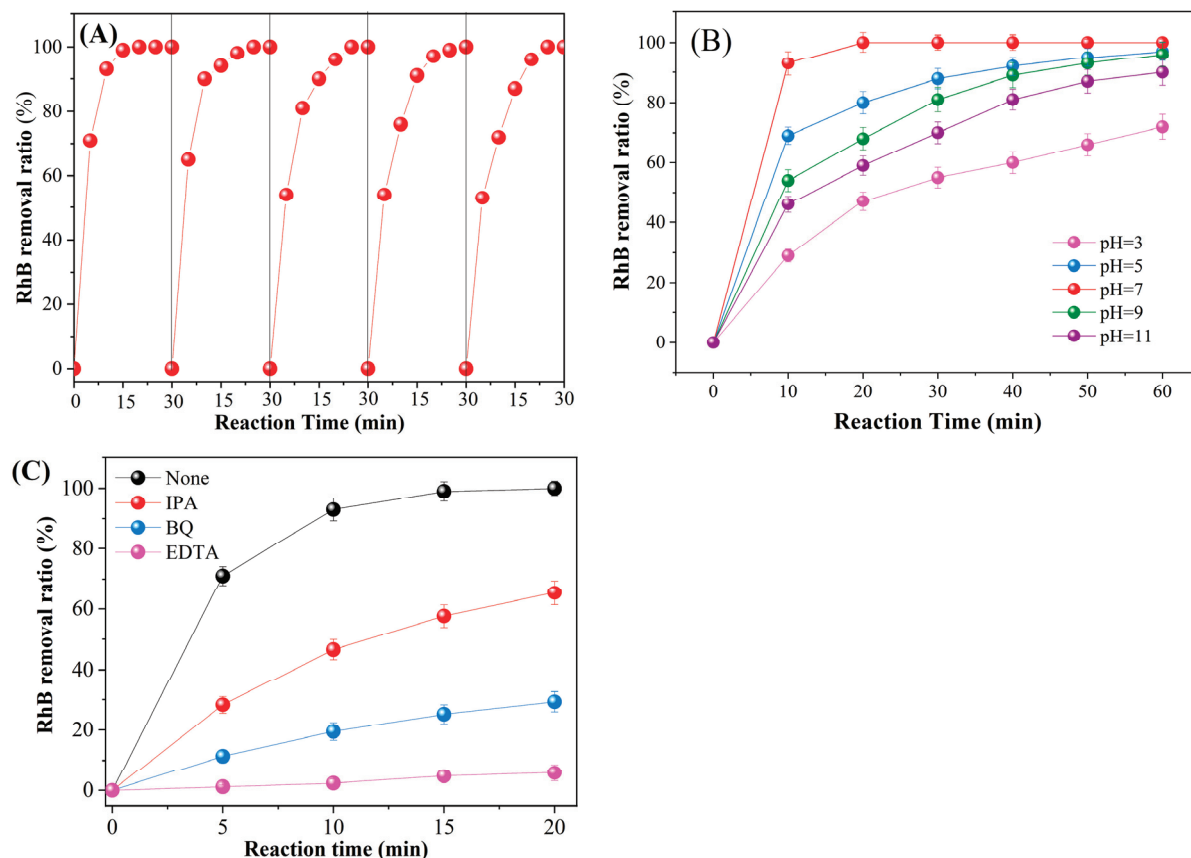 (A)
RhB removal ratio (%)
100
80
60
40
20
0
0 15 30 15 30 15 30 15 30 15 30
Reaction Time (min)
(B)
RhB removal ratio (%)
100
80
60
40
20
0
pH=3
pH=5
pH=7
pH=9
pH=11
0 10 20 30 40 50 60
Reaction Time (min)
(C)
RhB removal ratio (%)
100
80
60
40
20
0
None
IPA
BQ
EDTA
0 5 10 15 20
Reaction time (min)